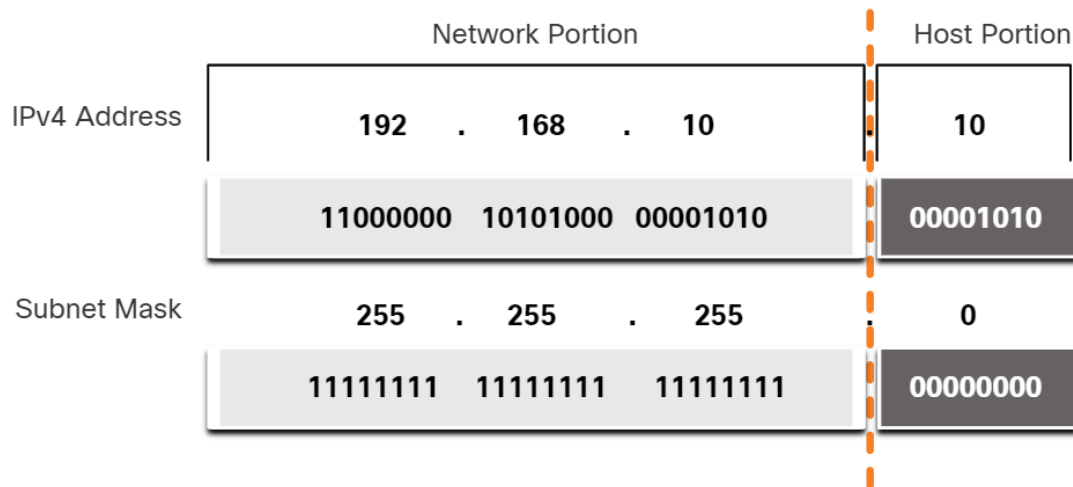 Network Portion Host Portion
IPv4 Address 192 . 168 . 10 . 10
11000000 10101000 00001010 00001010
Subnet Mask 255 . 255 . 255 . 0
11111111 11111111 11111111 00000000